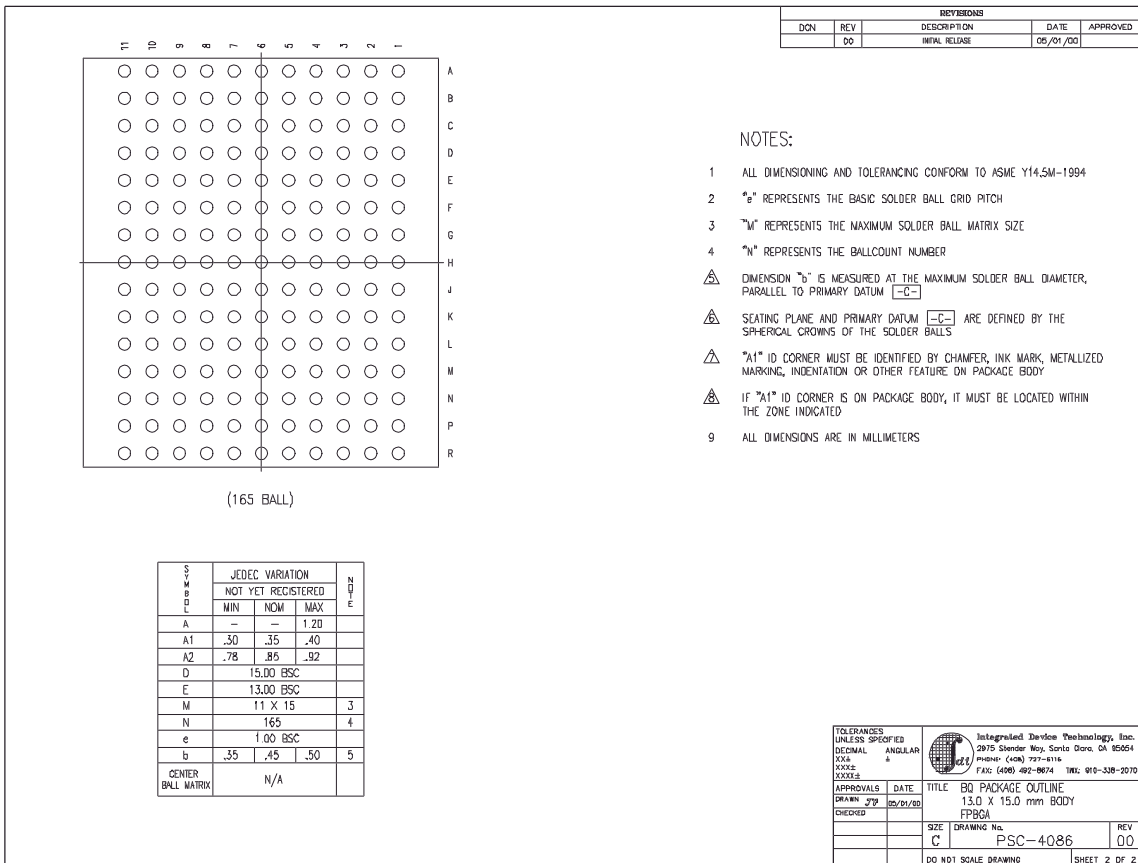 REVISIONS
DCN REV DESCRIPTION DATE APPROVED
00 INITIAL RELEASE 05/01/00
11 10 9 8 7 6 5 4 3 2 1
A
B
C
D
E
F
G
H
J
K
L
M
N
P
R
(165 BALL)
NOTES:
1 ALL DIMENSIONING AND TOLERANCING CONFORM TO ASME Y14.5M-1994
2 "e" REPRESENTS THE BASIC SOLDER BALL GRID PITCH
3 "M" REPRESENTS THE MAXIMUM SOLDER BALL MATRIX SIZE
4 "N" REPRESENTS THE BALLCOUNT NUMBER
5 DIMENSION "b" IS MEASURED AT THE MAXIMUM SOLDER BALL DIAMETER,
PARALLEL TO PRIMARY DATUM -C-
6 SEATING PLANE AND PRIMARY DATUM -C- ARE DEFINED BY THE
SPHERICAL CROWNS OF THE SOLDER BALLS
7 "A1" ID CORNER MUST BE IDENTIFIED BY CHAMFER, INK MARK, METALLIZED
MARKING, INDENTATION OR OTHER FEATURE ON PACKAGE BODY
8 IF "A1" ID CORNER IS ON PACKAGE BODY, IT MUST BE LOCATED WITHIN
THE ZONE INDICATED
9 ALL DIMENSIONS ARE IN MILLIMETERS
SYMBOL JEDEC VARIATION NOTE
NOT YET REGISTERED
MIN NOM MAX
A – – 1.20
A1 .30 .35 .40
A2 .78 .85 .92
D 15.00 BSC
E 13.00 BSC
M 11 X 15 3
N 165 4
e 1.00 BSC
b .35 .45 .50 5
CENTER
BALL MATRIX N/A
TOLERANCES
UNLESS SPECIFIED
DECIMAL ANGULAR
XX± ±
XXX±
XXXX±
idt
Integrated Device Technology, Inc.
2975 Stender Way, Santa Clara, CA 95054
PHONE: (408) 727-6116
FAX: (408) 492-8674 TWX: 910-338-2070
APPROVALS DATE
DRAWN 05/01/00
CHECKED
TITLE BQ PACKAGE OUTLINE
13.0 X 15.0 mm BODY
FPBGA
SIZE DRAWING No. REV
C PSC-4086 00
DO NOT SCALE DRAWING SHEET 2 OF 2